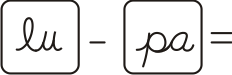 lu - pa =